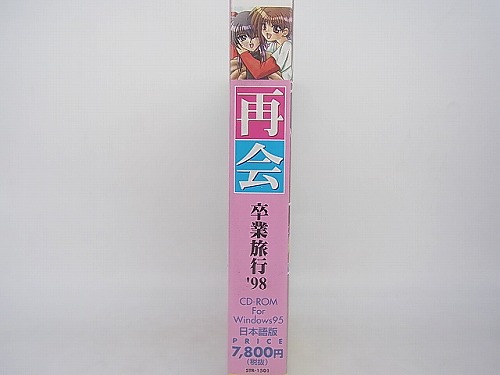 再会
卒業旅行'98
CD-ROM
For
Windows95
日本語版
PRICE
7,800円
(税抜)